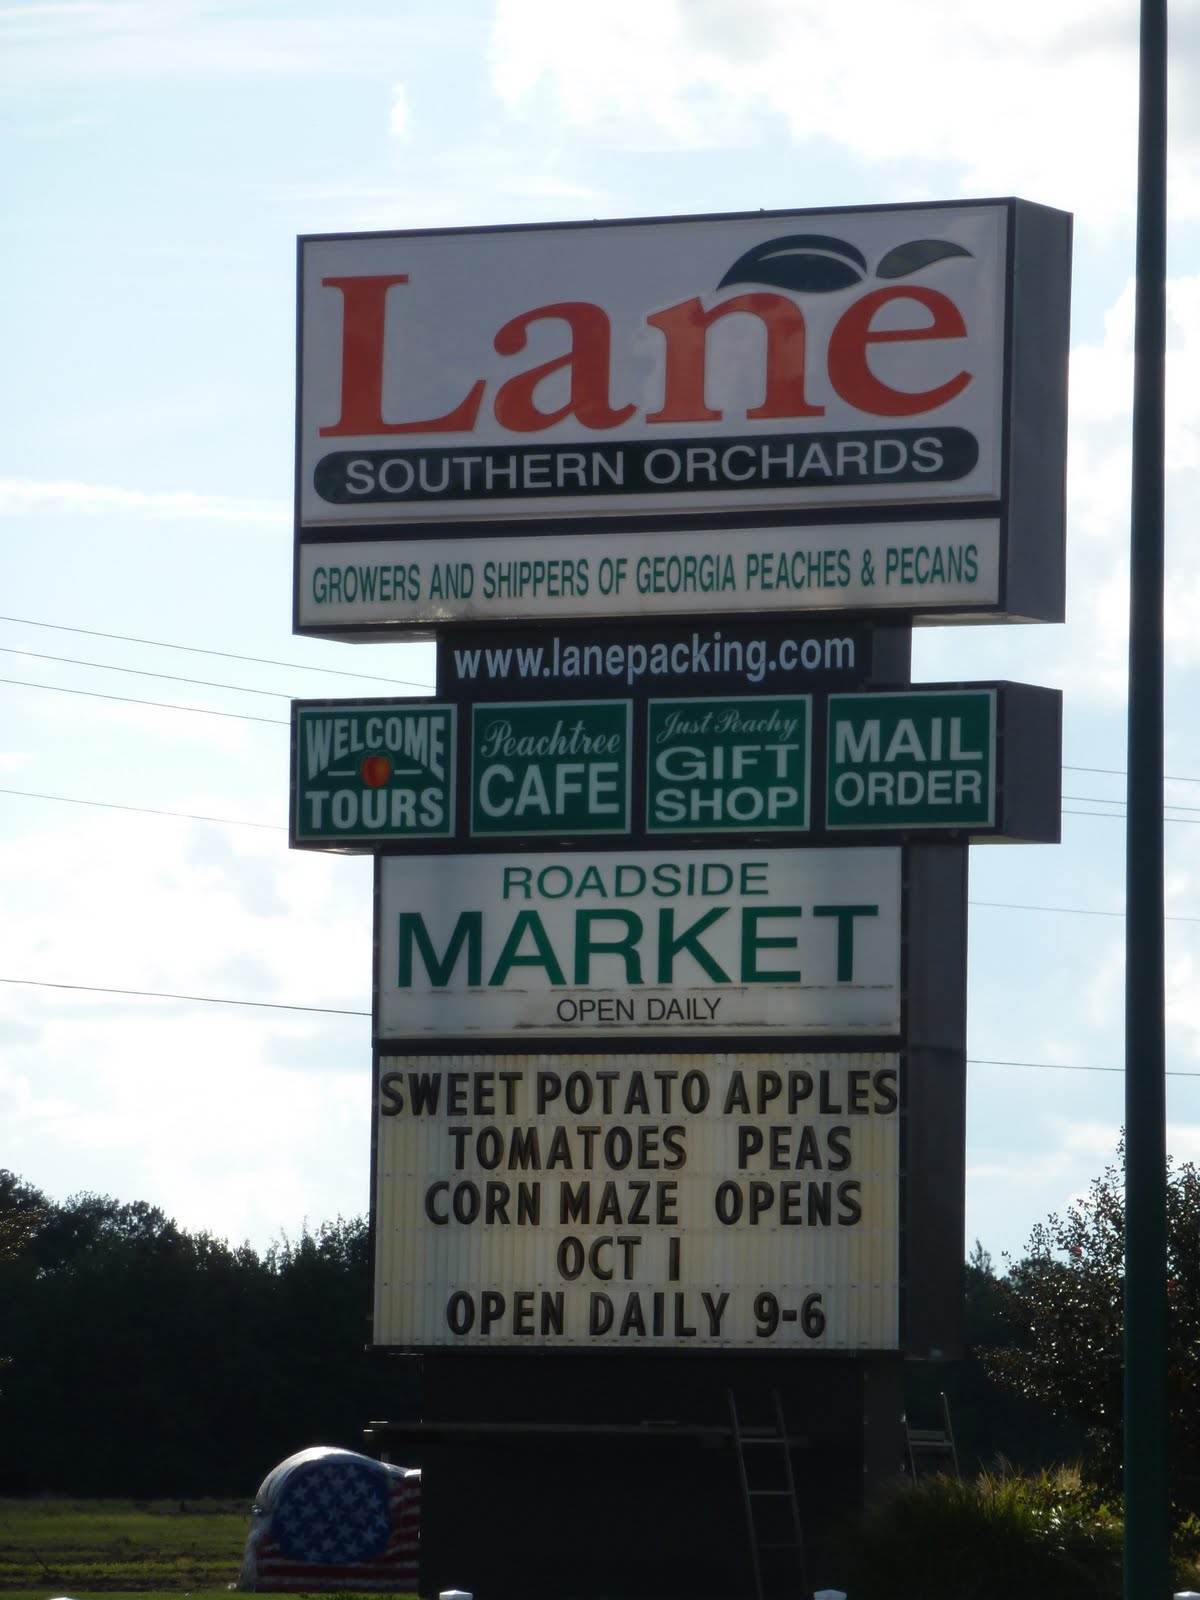 Lane
SOUTHERN ORCHARDS
GROWERS AND SHIPPERS OF GEORGIA PEACHES & PECANS
www.lanepacking.com
WELCOME
TOURS
Peachtree
CAFE
Just Peachy
GIFT
SHOP
MAIL
ORDER
ROADSIDE
MARKET
OPEN DAILY
SWEET POTATO APPLES
TOMATOES PEAS
CORN MAZE OPENS
OCT 1
OPEN DAILY 9-6